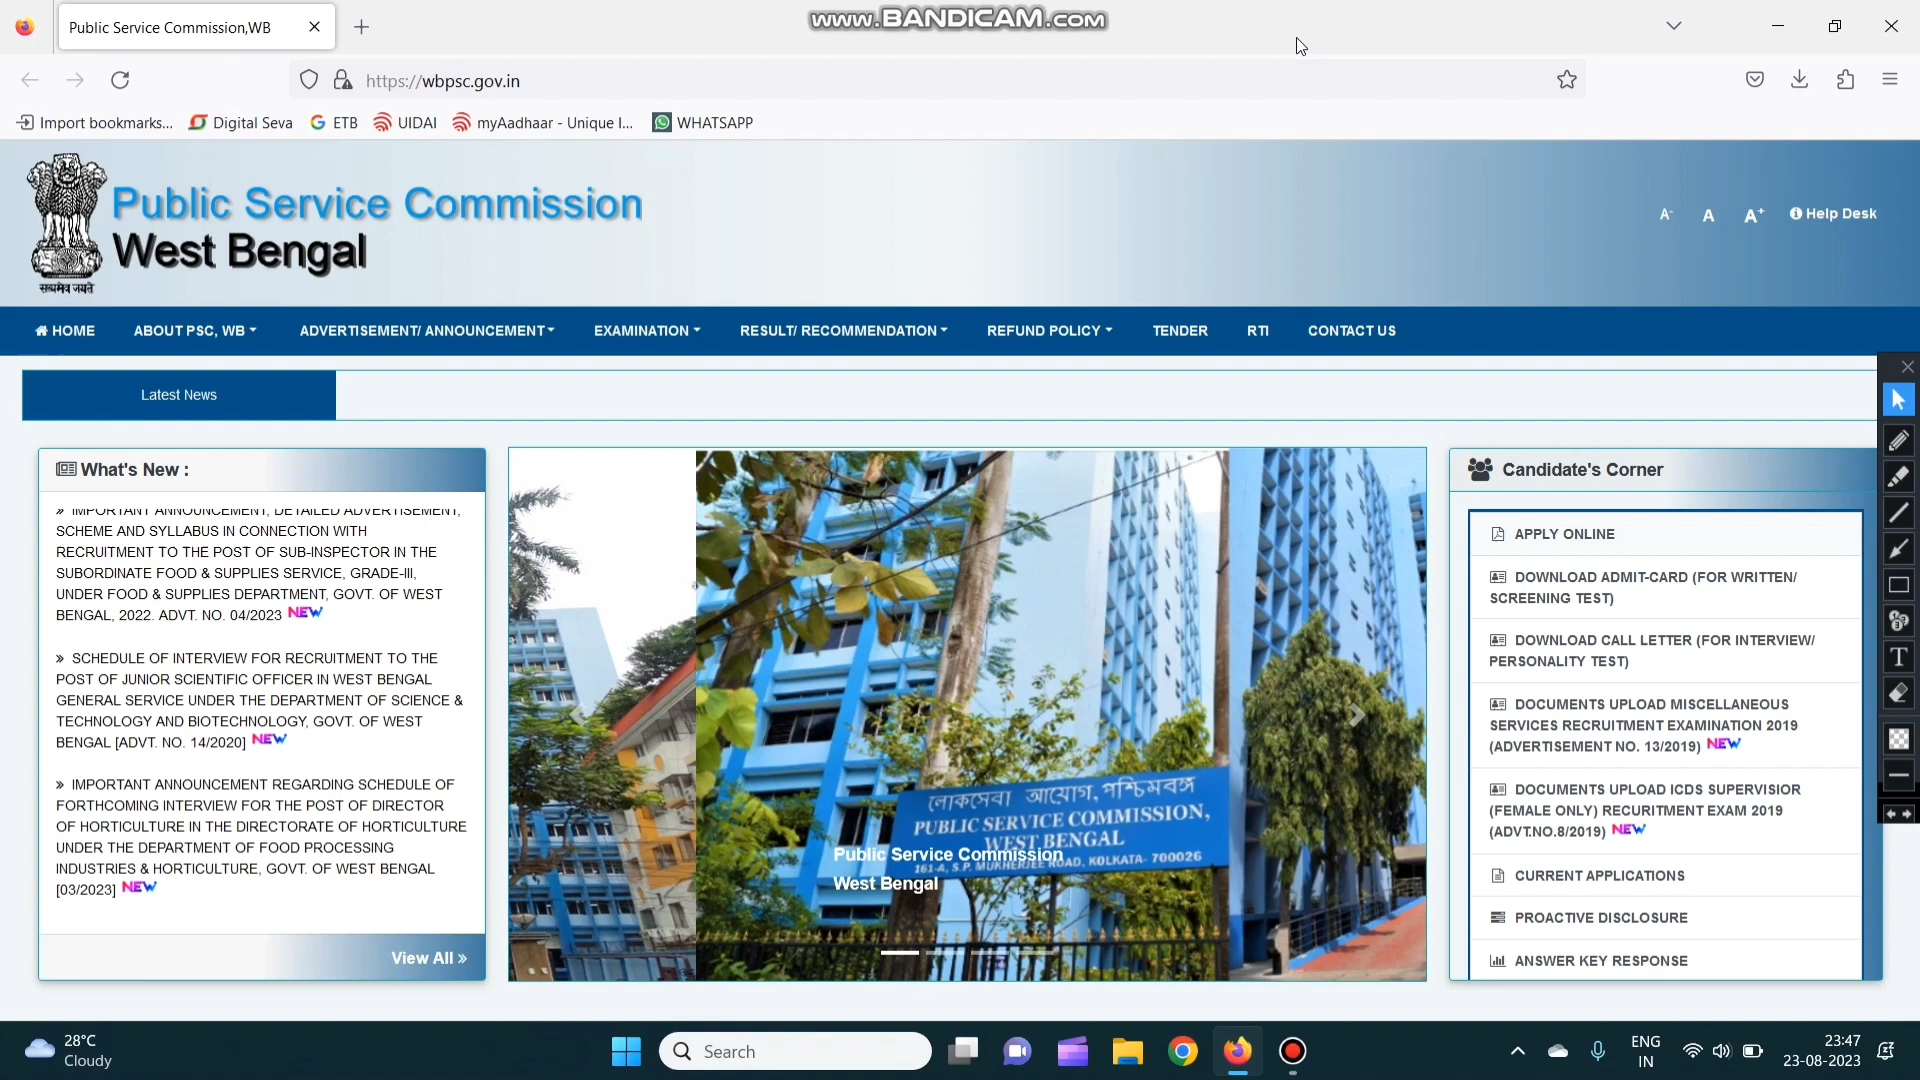 Public Service Commission,WB
www.BANDICAM.com
https://wbpsc.gov.in
Import bookmarks...
Digital Seva
ETB
UIDAI
myAadhaar - Unique I...
WHATSAPP
Public Service Commission
West Bengal
सत्यमेव जयते
A-
A
A+
Help Desk
HOME
ABOUT PSC, WB
ADVERTISEMENT/ ANNOUNCEMENT
EXAMINATION
RESULT/ RECOMMENDATION
REFUND POLICY
TENDER
RTI
CONTACT US
Latest News
What's New :
» IMPORTANT ANNOUNCEMENT, DETAILED ADVERTISEMENT,
SCHEME AND SYLLABUS IN CONNECTION WITH
RECRUITMENT TO THE POST OF SUB-INSPECTOR IN THE
SUBORDINATE FOOD & SUPPLIES SERVICE, GRADE-III,
UNDER FOOD & SUPPLIES DEPARTMENT, GOVT. OF WEST
BENGAL, 2022. ADVT. NO. 04/2023 NEW
» SCHEDULE OF INTERVIEW FOR RECRUITMENT TO THE
POST OF JUNIOR SCIENTIFIC OFFICER IN WEST BENGAL
GENERAL SERVICE UNDER THE DEPARTMENT OF SCIENCE &
TECHNOLOGY AND BIOTECHNOLOGY, GOVT. OF WEST
BENGAL [ADVT. NO. 14/2020] NEW
» IMPORTANT ANNOUNCEMENT REGARDING SCHEDULE OF
FORTHCOMING INTERVIEW FOR THE POST OF DIRECTOR
OF HORTICULTURE IN THE DIRECTORATE OF HORTICULTURE
UNDER THE DEPARTMENT OF FOOD PROCESSING
INDUSTRIES & HORTICULTURE, GOVT. OF WEST BENGAL
[03/2023] NEW
View All »
লোকসেবা আয়োগ, পশ্চিমবঙ্গ
PUBLIC SERVICE COMMISSION,
WEST BENGAL
161-A, S.P. MUKHERJEE ROAD, KOLKATA- 700026
Public Service Commission
West Bengal
Candidate's Corner
APPLY ONLINE
DOWNLOAD ADMIT-CARD (FOR WRITTEN/
SCREENING TEST)
DOWNLOAD CALL LETTER (FOR INTERVIEW/
PERSONALITY TEST)
DOCUMENTS UPLOAD MISCELLANEOUS
SERVICES RECRUITMENT EXAMINATION 2019
(ADVERTISEMENT NO. 13/2019) NEW
DOCUMENTS UPLOAD ICDS SUPERVISIOR
(FEMALE ONLY) RECURITMENT EXAM 2019
(ADVT.NO.8/2019) NEW
CURRENT APPLICATIONS
PROACTIVE DISCLOSURE
ANSWER KEY RESPONSE
28°C
Cloudy
Search
ENG
IN
23:47
23-08-2023